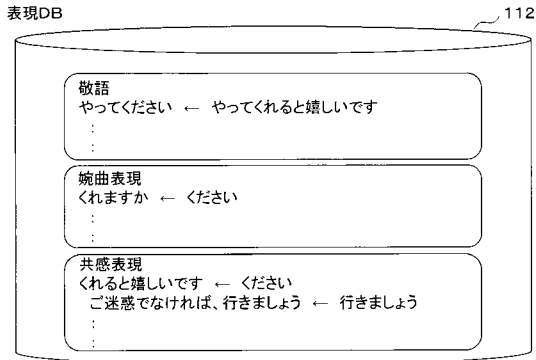 表現DB
112
敬語
やってください ← やってくれると嬉しいです
:
:
婉曲表現
くれますか ← ください
:
:
共感表現
くれると嬉しいです ← ください
ご迷惑でなければ、行きましょう ← 行きましょう
:
: